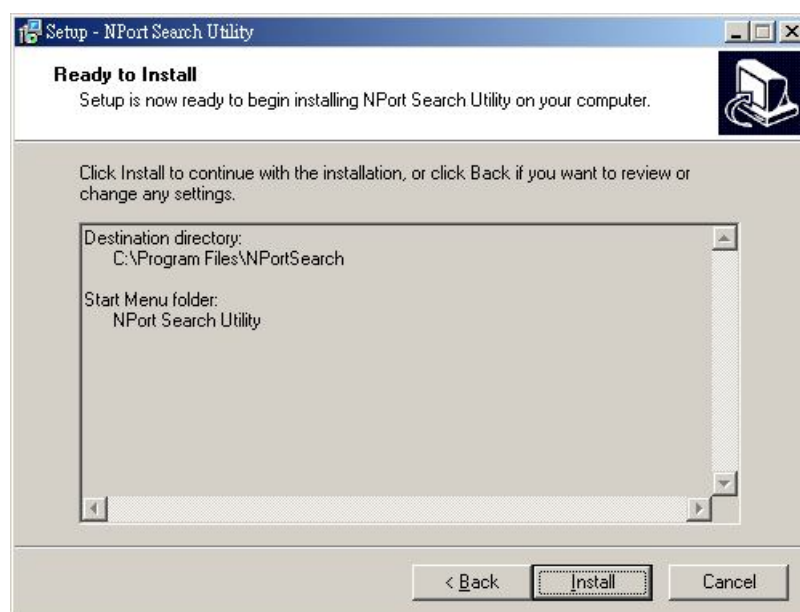 Setup - NPort Search Utility
Ready to Install
Setup is now ready to begin installing NPort Search Utility on your computer.
Click Install to continue with the installation, or click Back if you want to review or
change any settings.
Destination directory:
C:\Program Files\NPortSearch
Start Menu folder:
NPort Search Utility
< Back
Install
Cancel